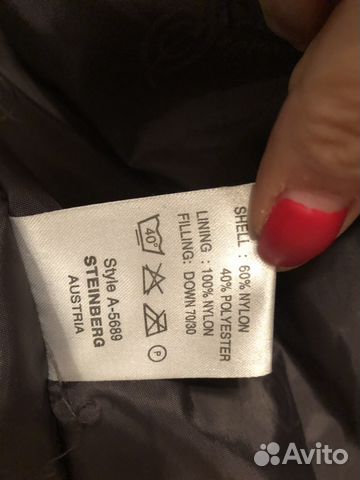 SHELL : 60% NYLON
40% POLYESTER
LINING : 100% NYLON
FILLING: DOWN 70/30
40°
P
Style A-5689
STEINBERG
AUSTRIA
Avito